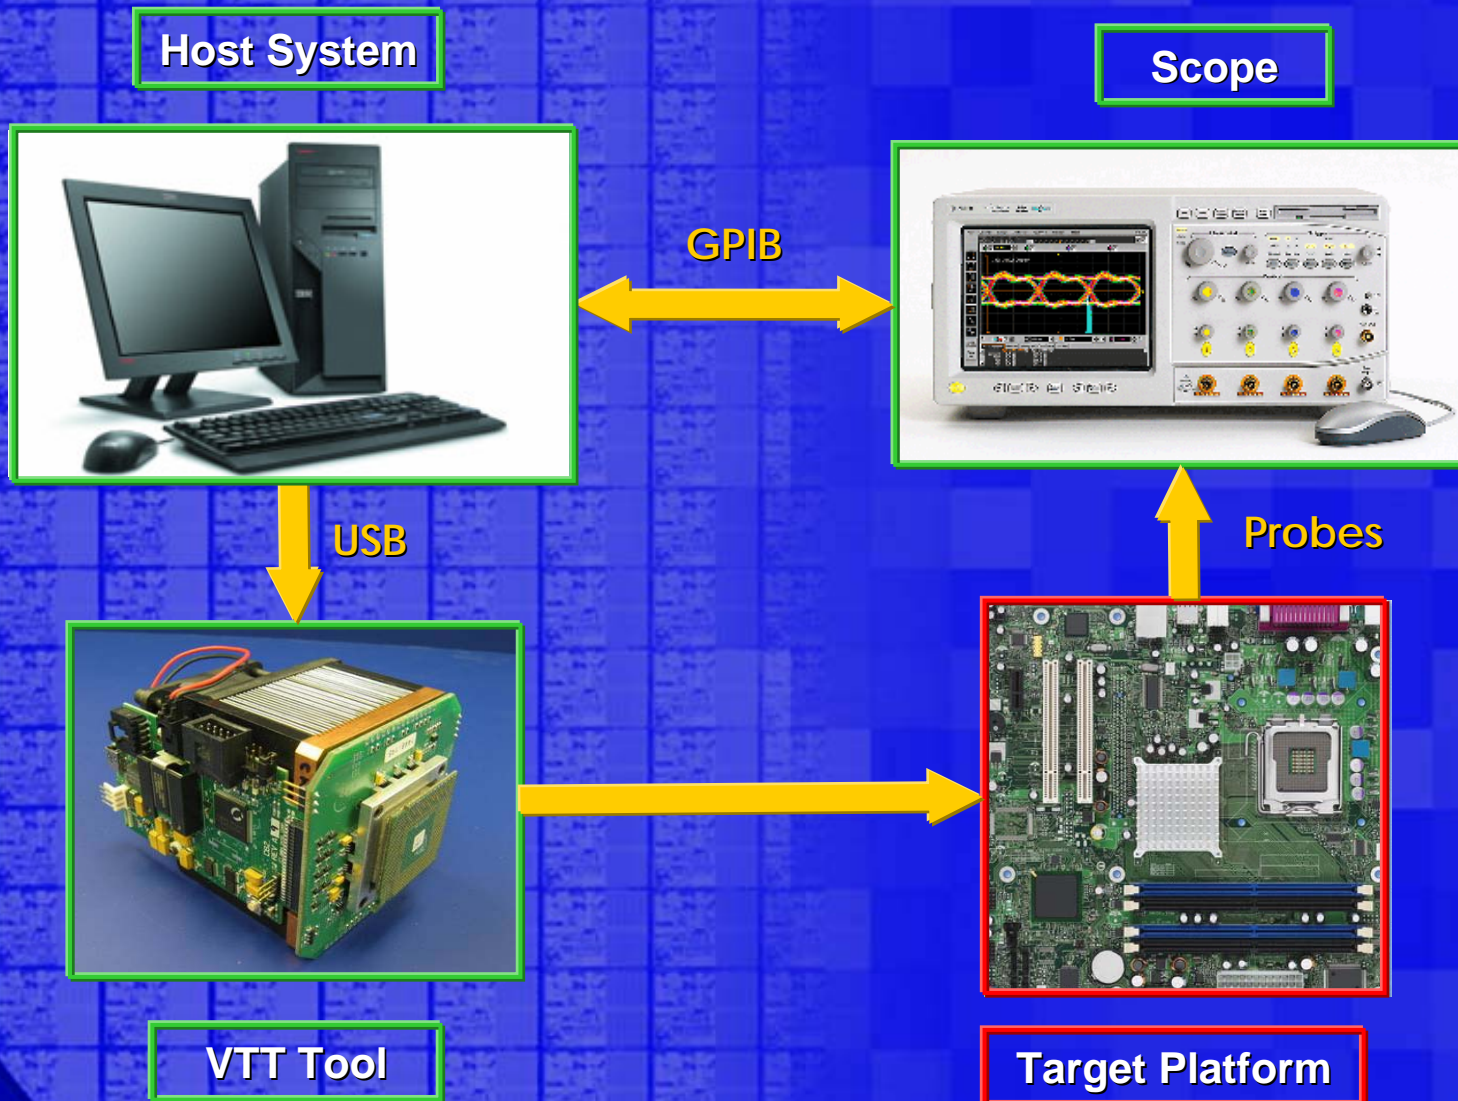 Host System
Scope
GPIB
USB
Probes
VTT Tool
Target Platform